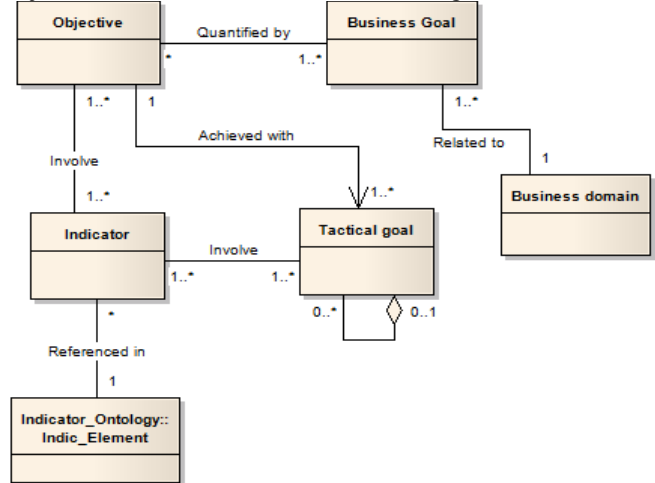 Objective
Business Goal
Quantified by
*
1..*
1..*
1
1..*
Achieved with
Related to
Involve
1
1..*
1..*
Business domain
Indicator
Tactical goal
Involve
1..*
1..*
*
0..*
0..1
Referenced in
1
Indicator_Ontology::
Indic_Element